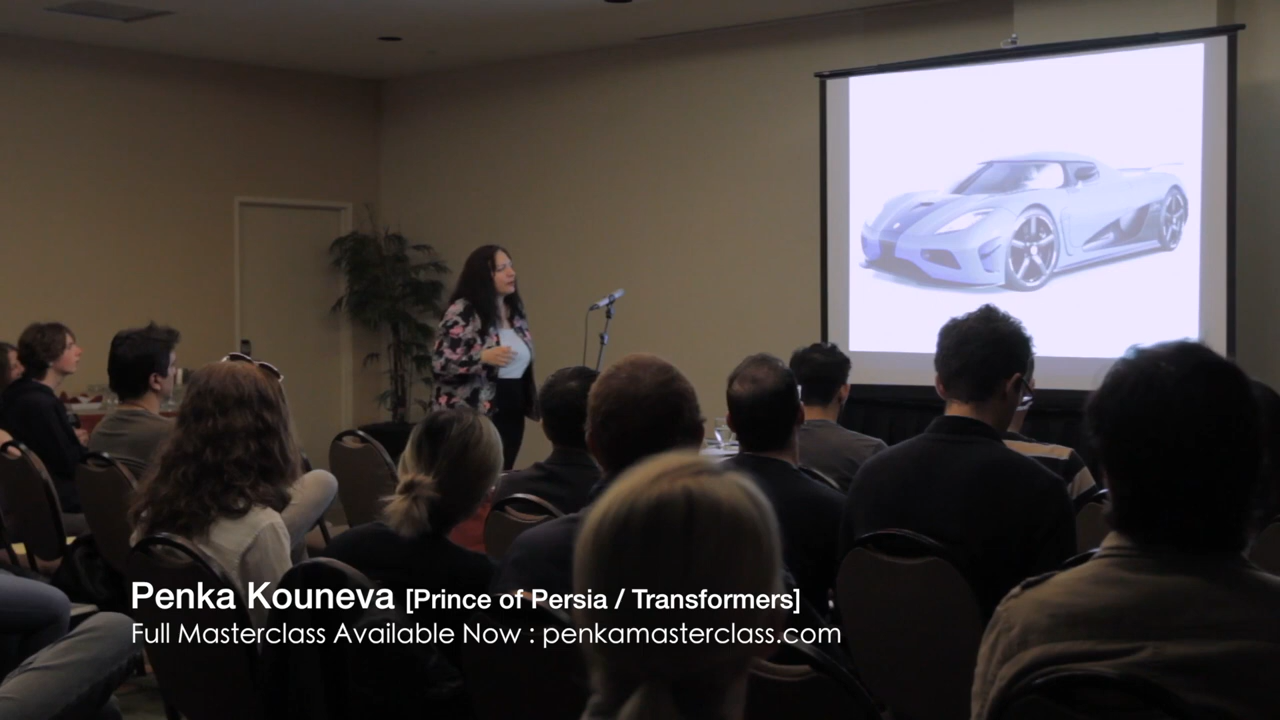 Penka Kouneva [Prince of Persia / Transformers]
Full Masterclass Available Now : penkamasterclass.com